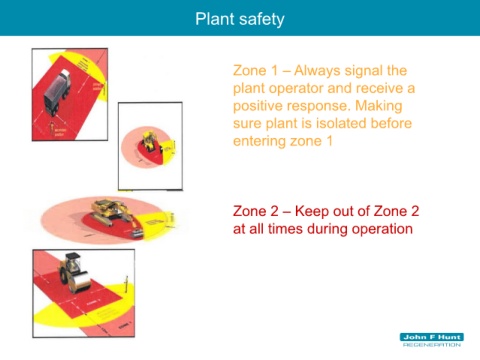 Plant safety
Zone 1 – Always signal the
plant operator and receive a
positive response. Making
sure plant is isolated before
entering zone 1
Zone 2 – Keep out of Zone 2
at all times during operation
John F Hunt
REGENERATION